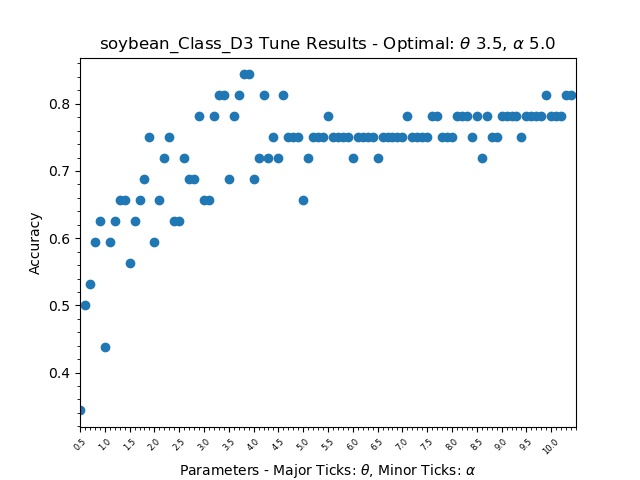 soybean_Class_D3 Tune Results - Optimal: θ 3.5, α 5.0
Accuracy
0.8
0.7
0.6
0.5
0.4
0.5 1.0 1.5 2.0 2.5 3.0 3.5 4.0 4.5 5.0 5.5 6.0 6.5 7.0 7.5 8.0 8.5 9.0 9.5 10.0
Parameters - Major Ticks: θ, Minor Ticks: α